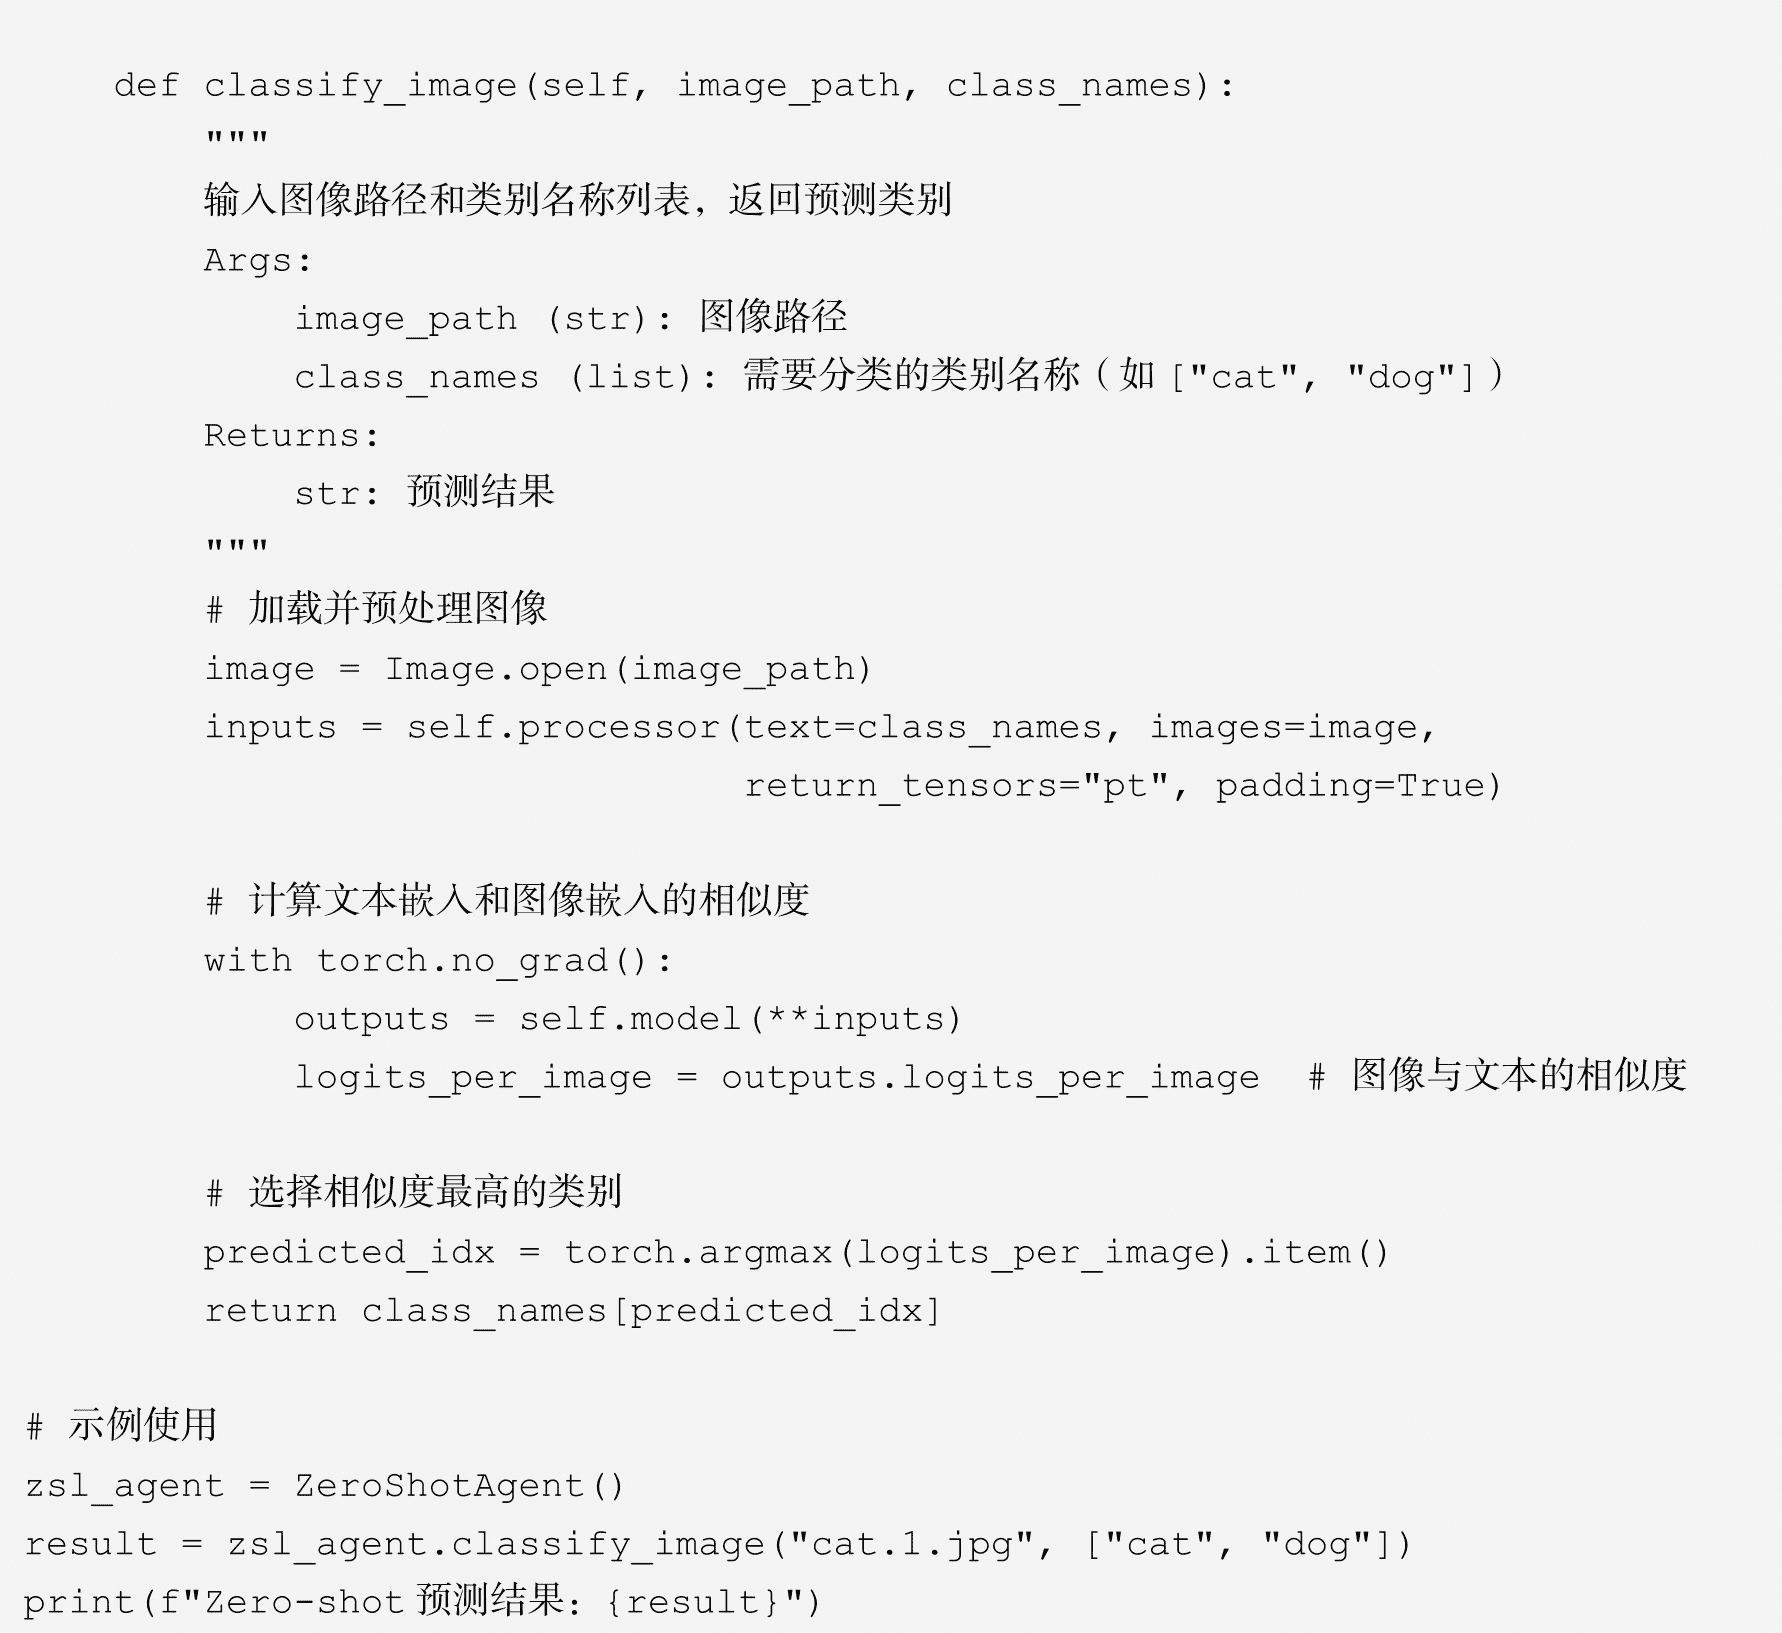 def classify_image(self, image_path, class_names):
"""
输入图像路径和类别名称列表，返回预测类别
Args:
image_path (str): 图像路径
class_names (list): 需要分类的类别名称（如 ["cat", "dog"]）
Returns:
str: 预测结果
"""
# 加载并预处理图像
image = Image.open(image_path)
inputs = self.processor(text=class_names, images=image,
return_tensors="pt", padding=True)
# 计算文本嵌入和图像嵌入的相似度
with torch.no_grad():
outputs = self.model(**inputs)
logits_per_image = outputs.logits_per_image  # 图像与文本的相似度
# 选择相似度最高的类别
predicted_idx = torch.argmax(logits_per_image).item()
return class_names[predicted_idx]
# 示例使用
zsl_agent = ZeroShotAgent()
result = zsl_agent.classify_image("cat.1.jpg", ["cat", "dog"])
print(f"Zero-shot 预测结果：{result}")